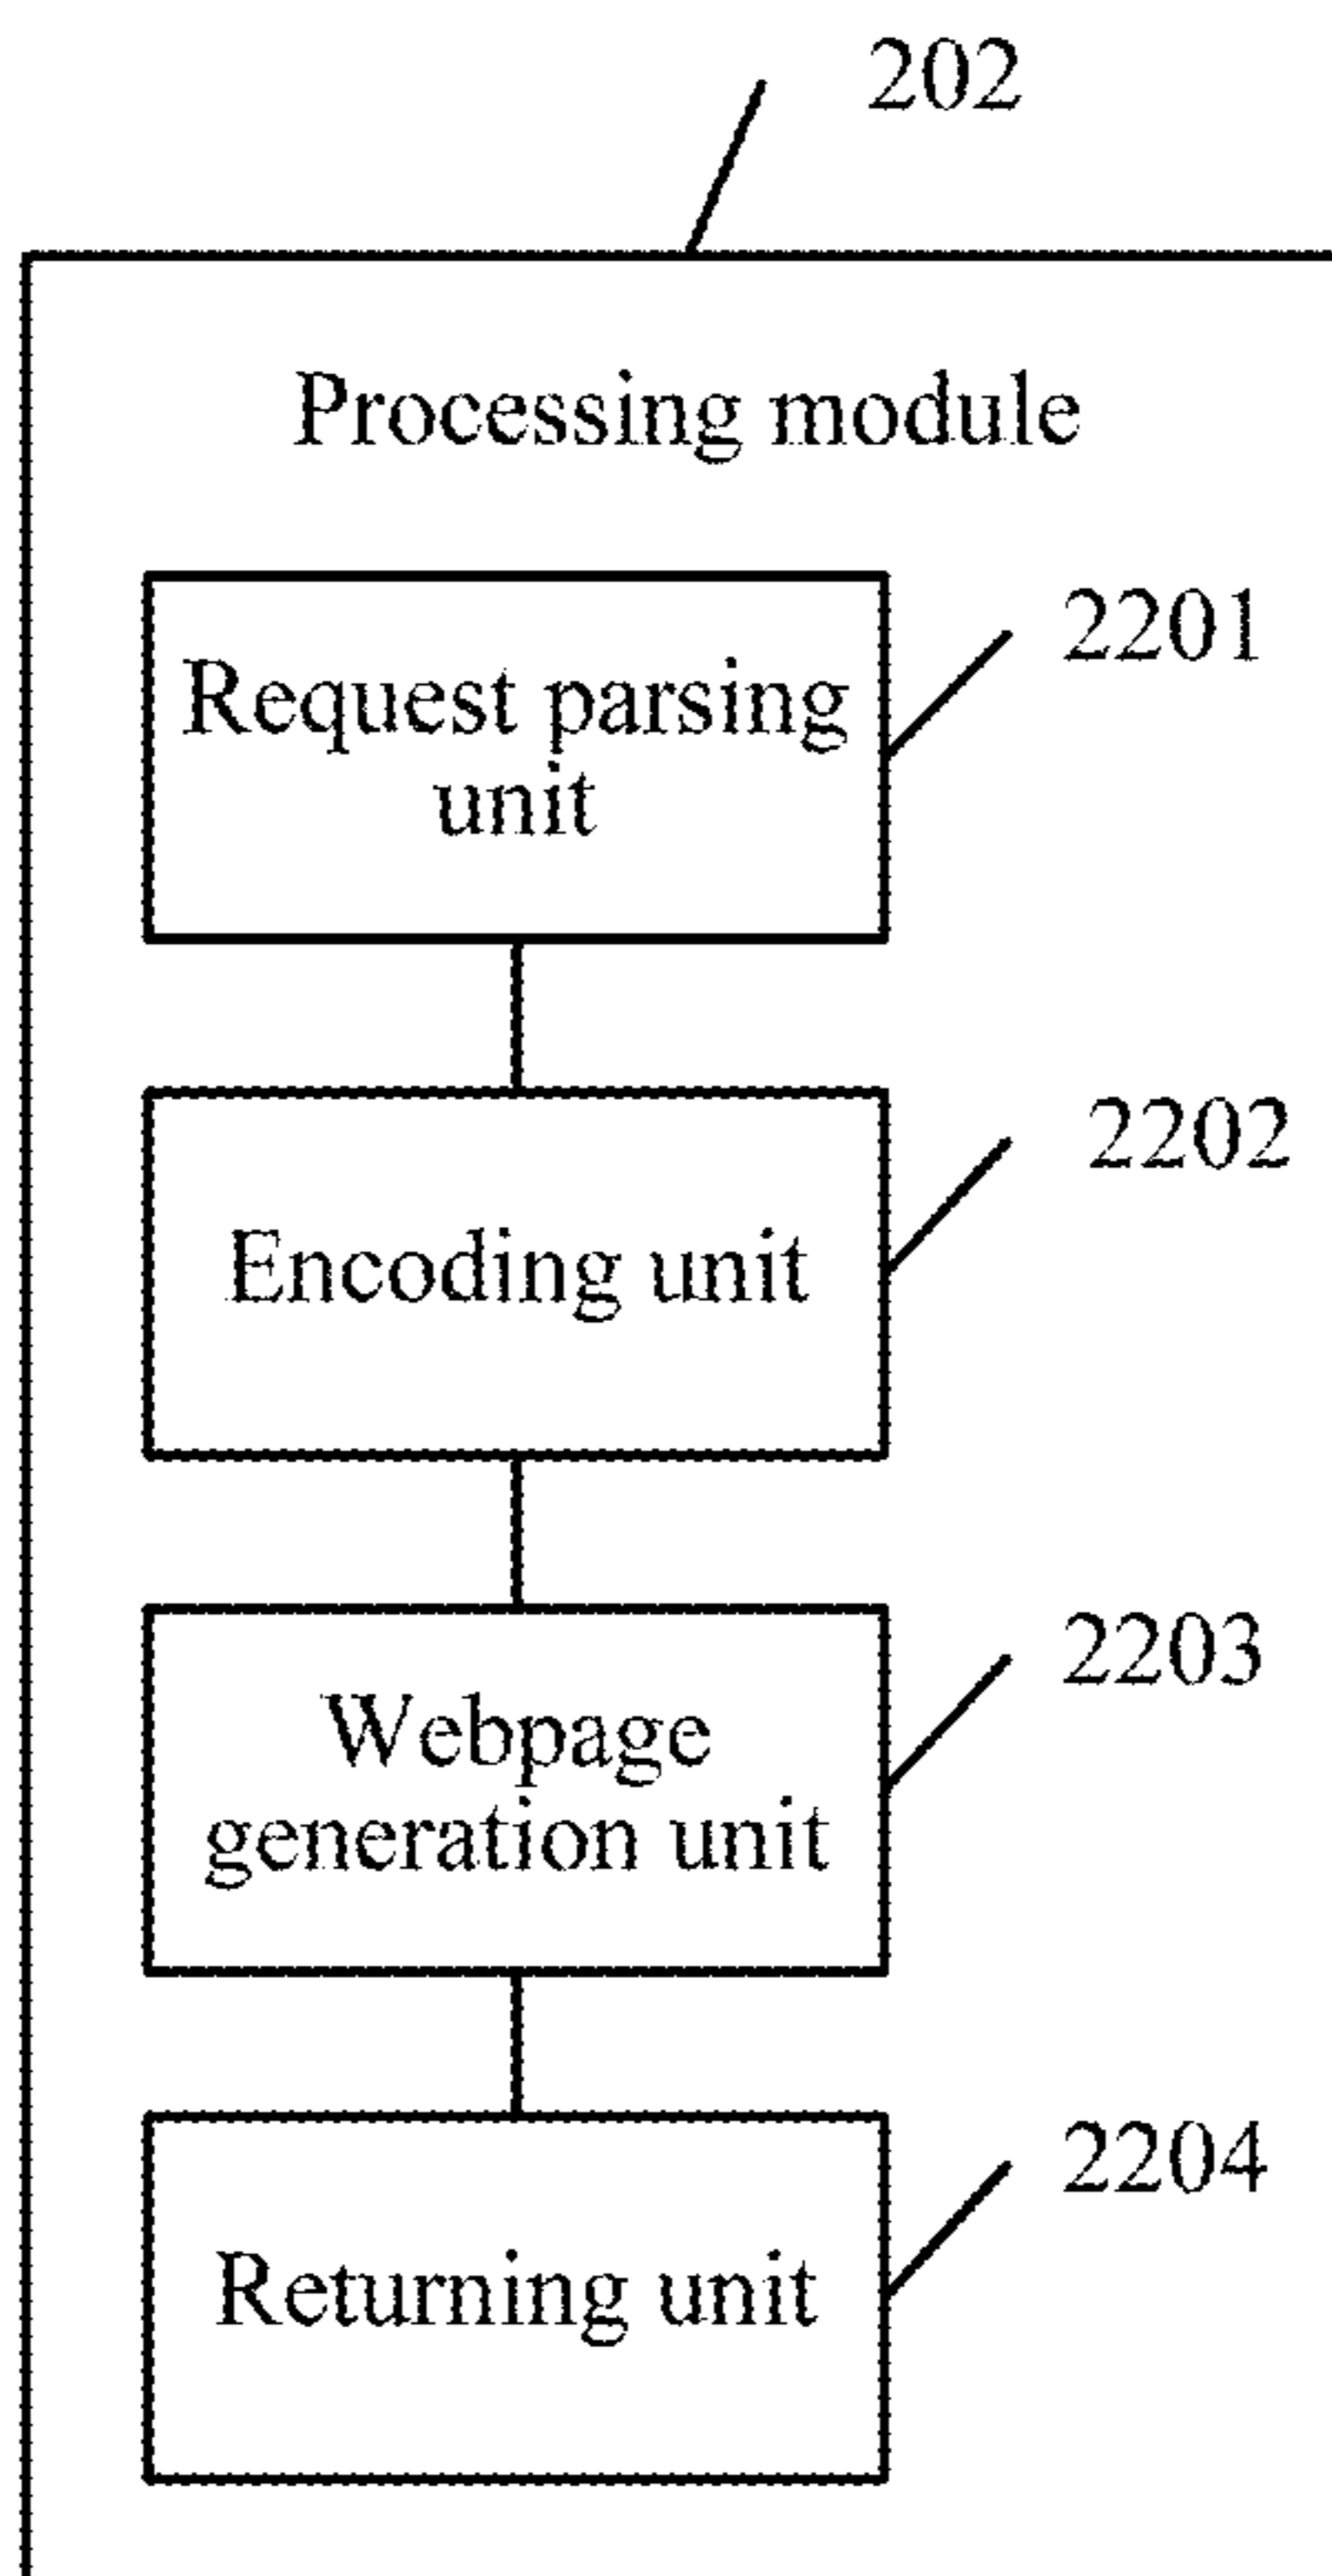 202
Processing module
Request parsing
unit
2201
Encoding unit
2202
Webpage
generation unit
2203
Returning unit
2204